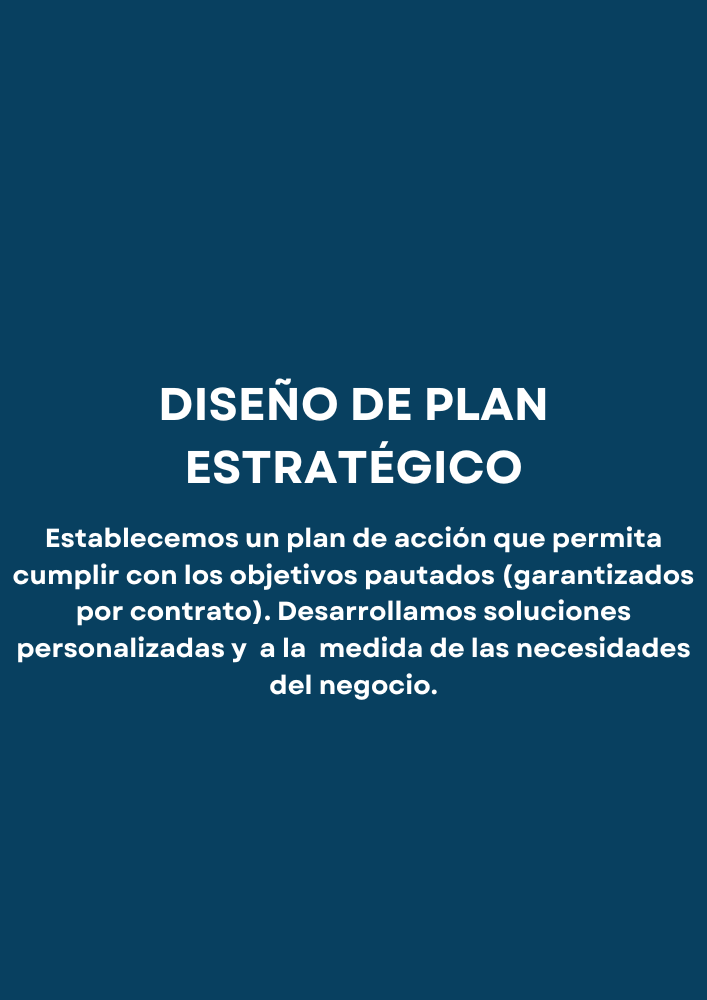 DISEÑO DE PLAN
ESTRATÉGICO
Establecemos un plan de acción que permita
cumplir con los objetivos pautados (garantizados
por contrato). Desarrollamos soluciones
personalizadas y  a la  medida de las necesidades
del negocio.